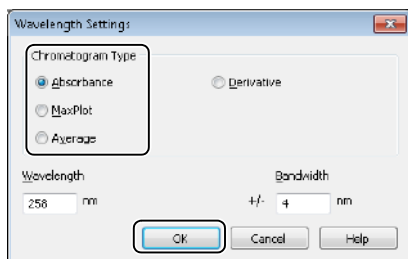 Wavelength Settings
Chromatogram Type
Absorbance
Derivative
MaxPlot
Average
Wavelength
Bandwidth
258 nm
+/- 4 nm
OK
Cancel
Help